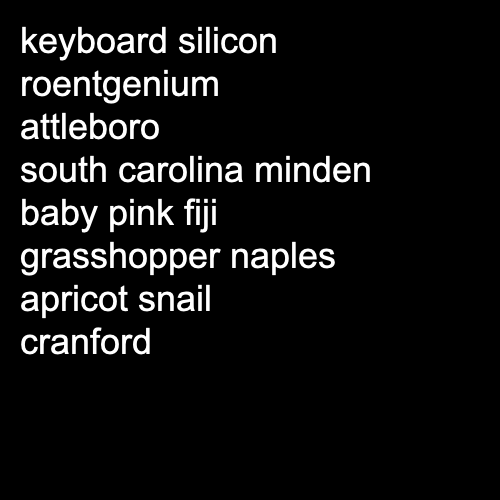 keyboard silicon
roentgenium
attleboro
south carolina minden
baby pink fiji
grasshopper naples
apricot snail
cranford